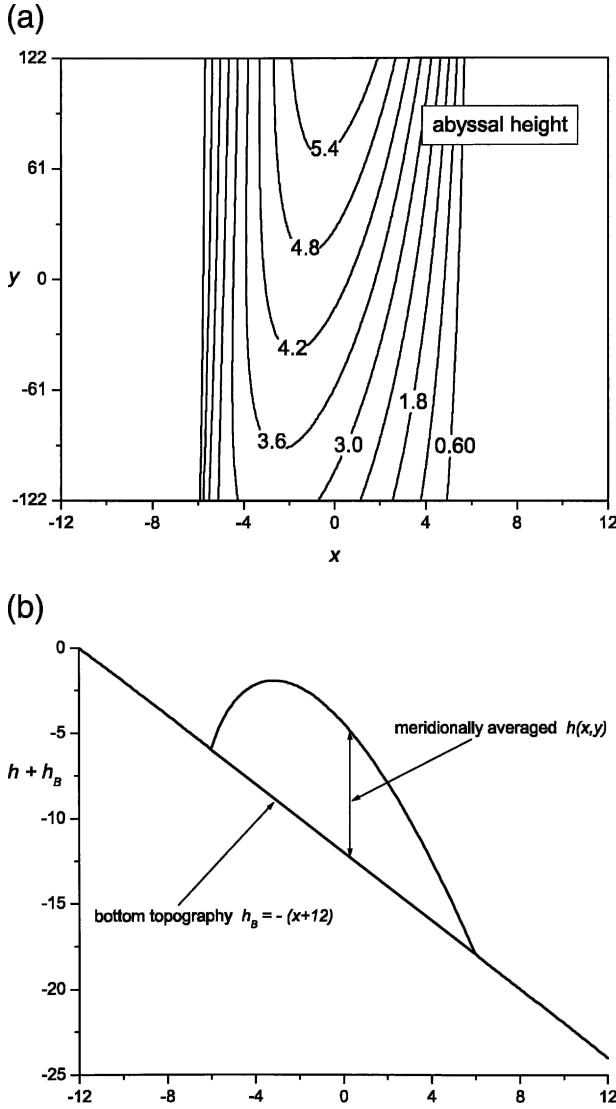 (a)
122
61
y 0
-61
-122
-12 -8 -4 0 4 8 12
x
abyssal height
5.4
4.8
4.2
1.8
3.6 3.0 0.60
(b)
0
-5
h + h_B
-10
-15
-20
-25
-12 -8 -4 0 4 8 12
meridionally averaged h(x,y)
bottom topography h_B = - (x+12)